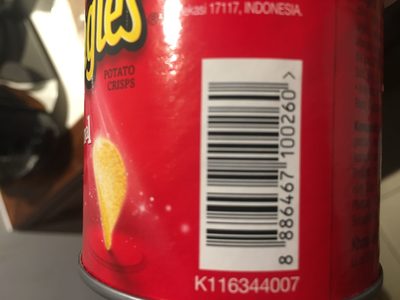 gles
POTATO
CRISPS
ekasi 17117, INDONESIA.
8 886467 100260 >
K116344007